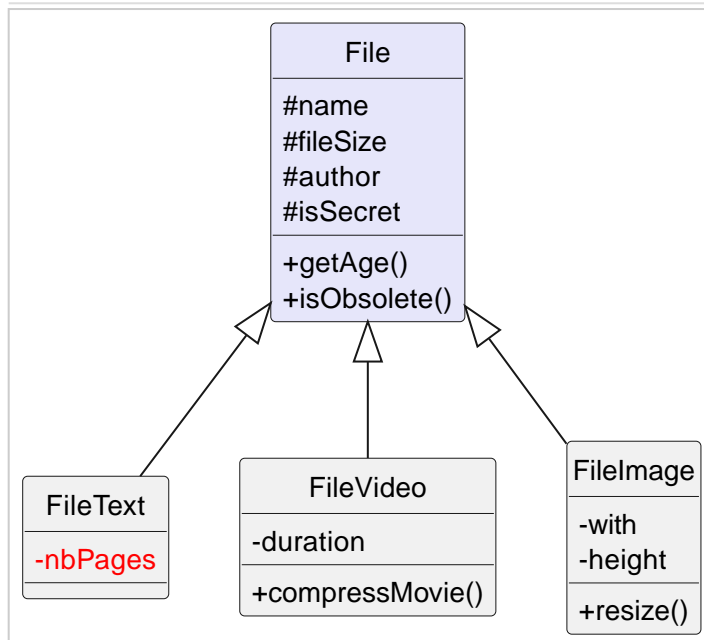 File
#name
#fileSize
#author
#isSecret
+getAge()
+isObsolete()
FileText
-nbPages
FileVideo
-duration
+compressMovie()
FileImage
-with
-height
+resize()